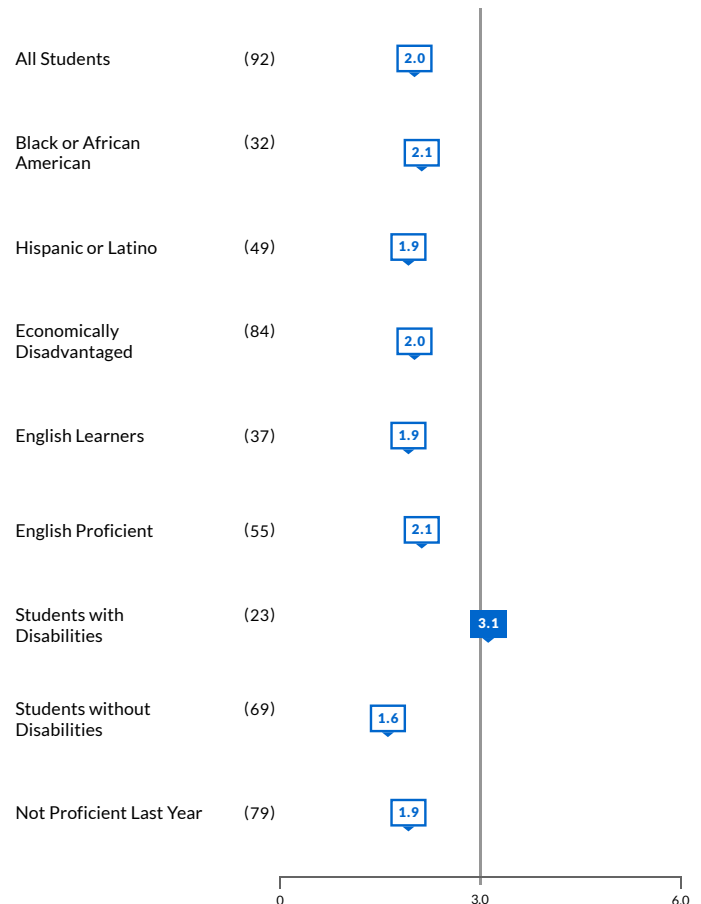 All Students (92) 2.0
Black or African (32) 2.1
American
Hispanic or Latino (49) 1.9
Economically (84) 2.0
Disadvantaged
English Learners (37) 1.9
English Proficient (55) 2.1
Students with (23) 3.1
Disabilities
Students without (69) 1.6
Disabilities
Not Proficient Last Year (79) 1.9
0 3.0 6.0